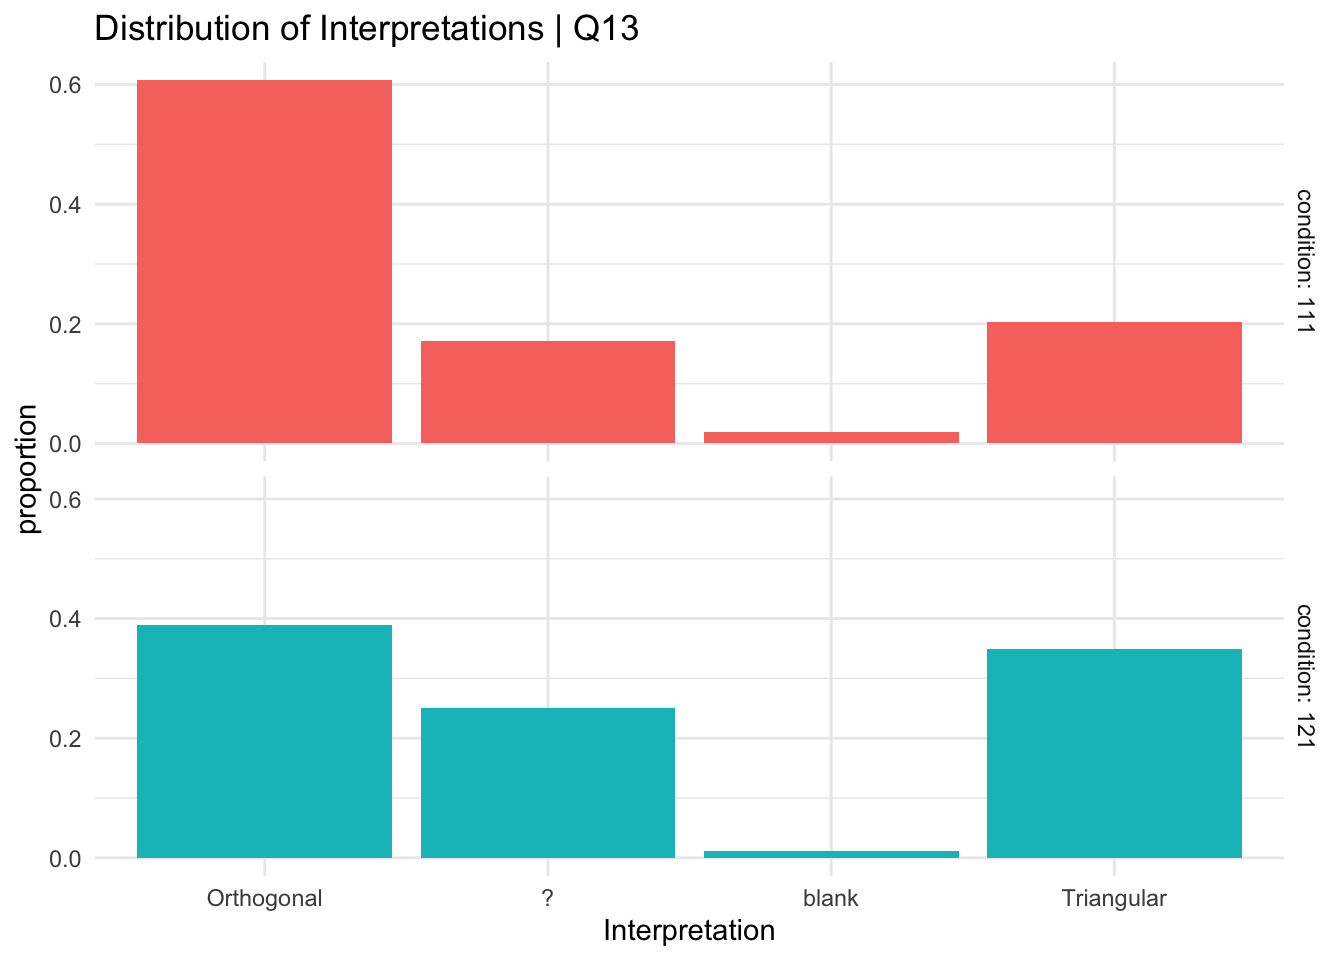 Distribution of Interpretations | Q13
0.6
0.4
0.2
0.0
condition: 111
proportion
0.6
0.4
0.2
0.0
condition: 121
Orthogonal ? blank Triangular
Interpretation